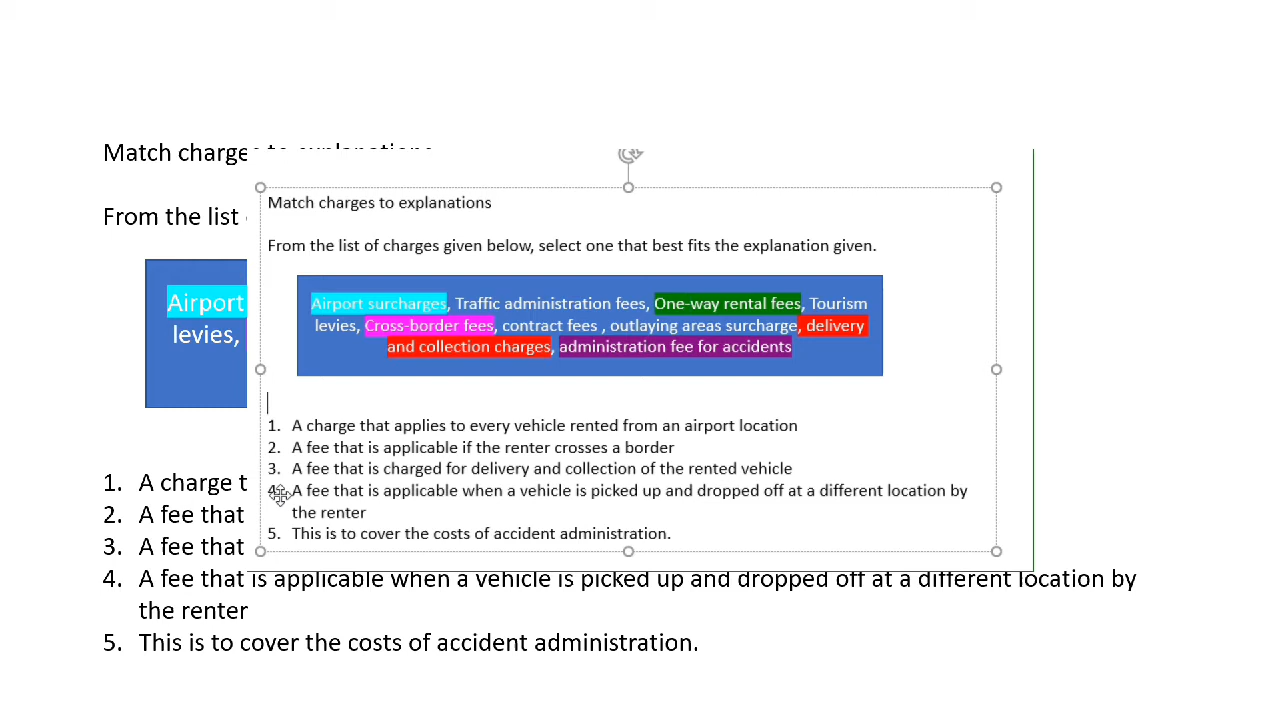 Match charges to explanations
From the list
Airport
levies,
1. A charge t
2. A fee that
3. A fee that
4. A fee that is applicable when a vehicle is picked up and dropped off at a different location by
the renter
5. This is to cover the costs of accident administration.
Match charges to explanations
From the list of charges given below, select one that best fits the explanation given.
Airport surcharges, Traffic administration fees, One-way rental fees, Tourism
levies, Cross-border fees, contract fees , outlaying areas surcharge, delivery
and collection charges, administration fee for accidents
1. A charge that applies to every vehicle rented from an airport location
2. A fee that is applicable if the renter crosses a border
3. A fee that is charged for delivery and collection of the rented vehicle
4. A fee that is applicable when a vehicle is picked up and dropped off at a different location by
the renter
5. This is to cover the costs of accident administration.